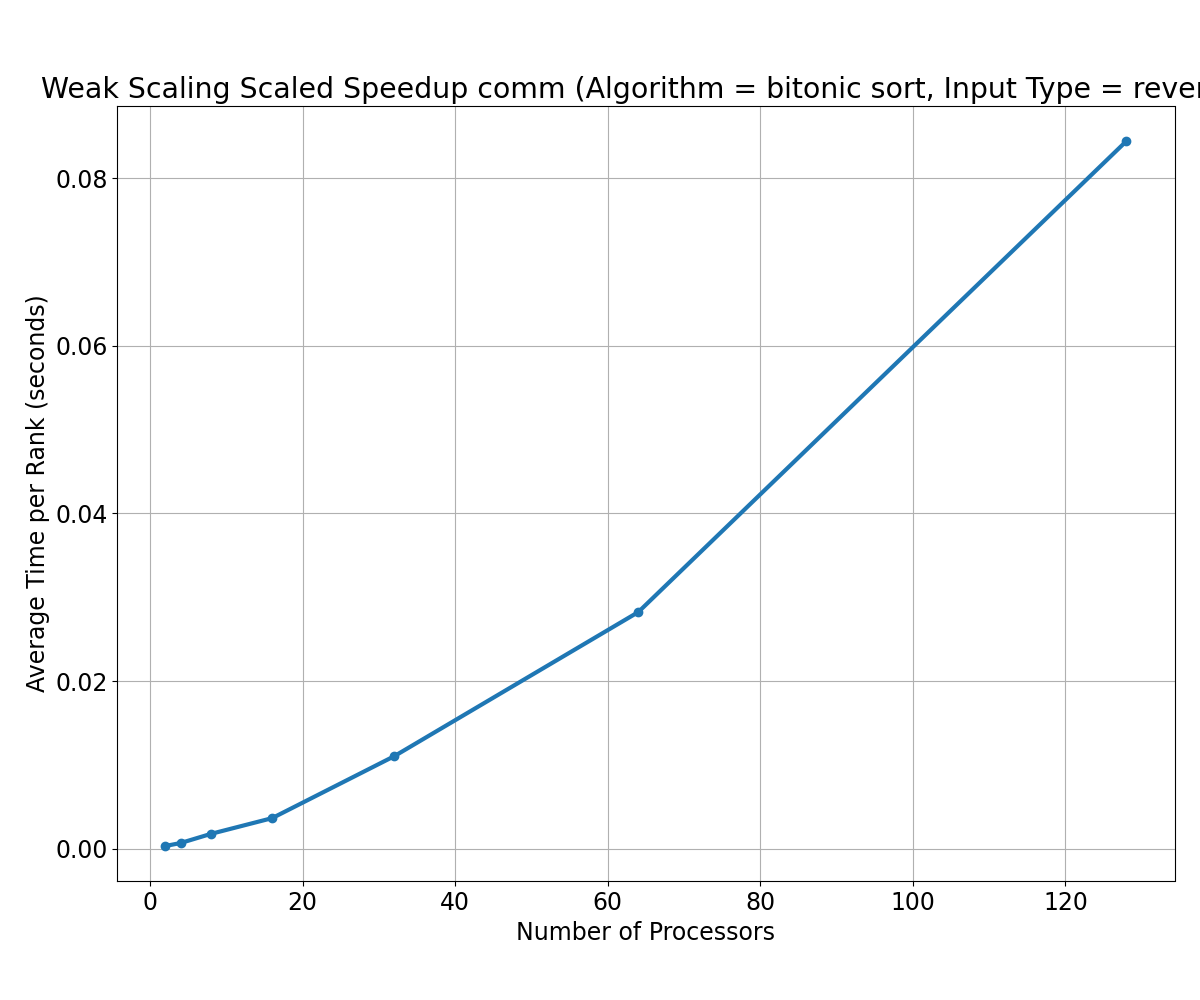 Weak Scaling Scaled Speedup comm (Algorithm = bitonic sort, Input Type =
0.08
0.06
0.04
0.02
0.00
Average Time per Rank (seconds)
0 20 40 60 80 100 120
Number of Processors